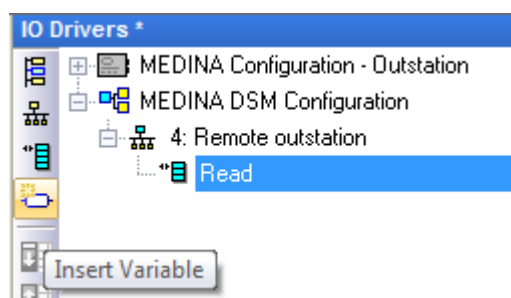 IO Drivers *
MEDINA Configuration - Outstation
MEDINA DSM Configuration
4: Remote outstation
Read
Insert Variable